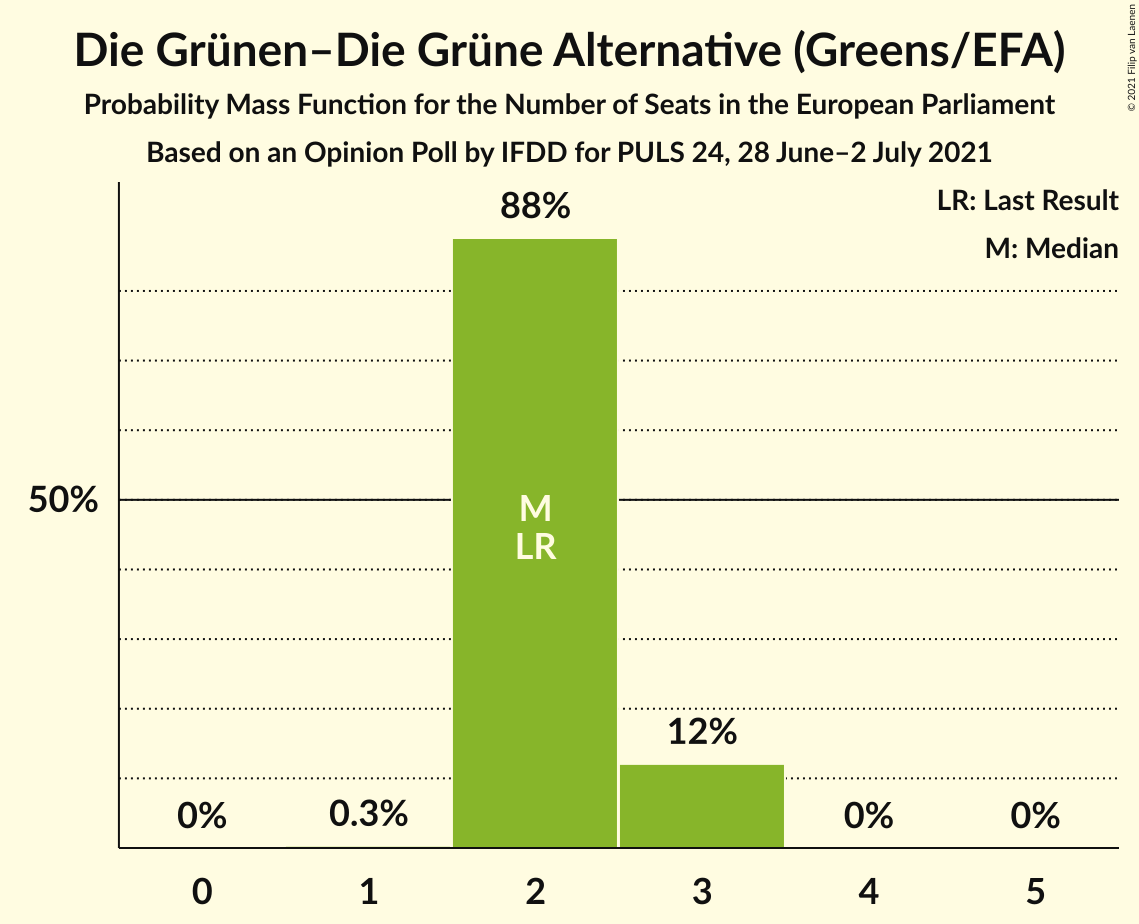 Die Grünen–Die Grüne Alternative (Greens/EFA)
Probability Mass Function for the Number of Seats in the European Parliament
Based on an Opinion Poll by IFDD for PULS 24, 28 June–2 July 2021
© 2021 Filip van Laenen
LR: Last Result
M: Median
88%
50%
M
LR
12%
0%
0.3%
0%
0%
0
1
2
3
4
5